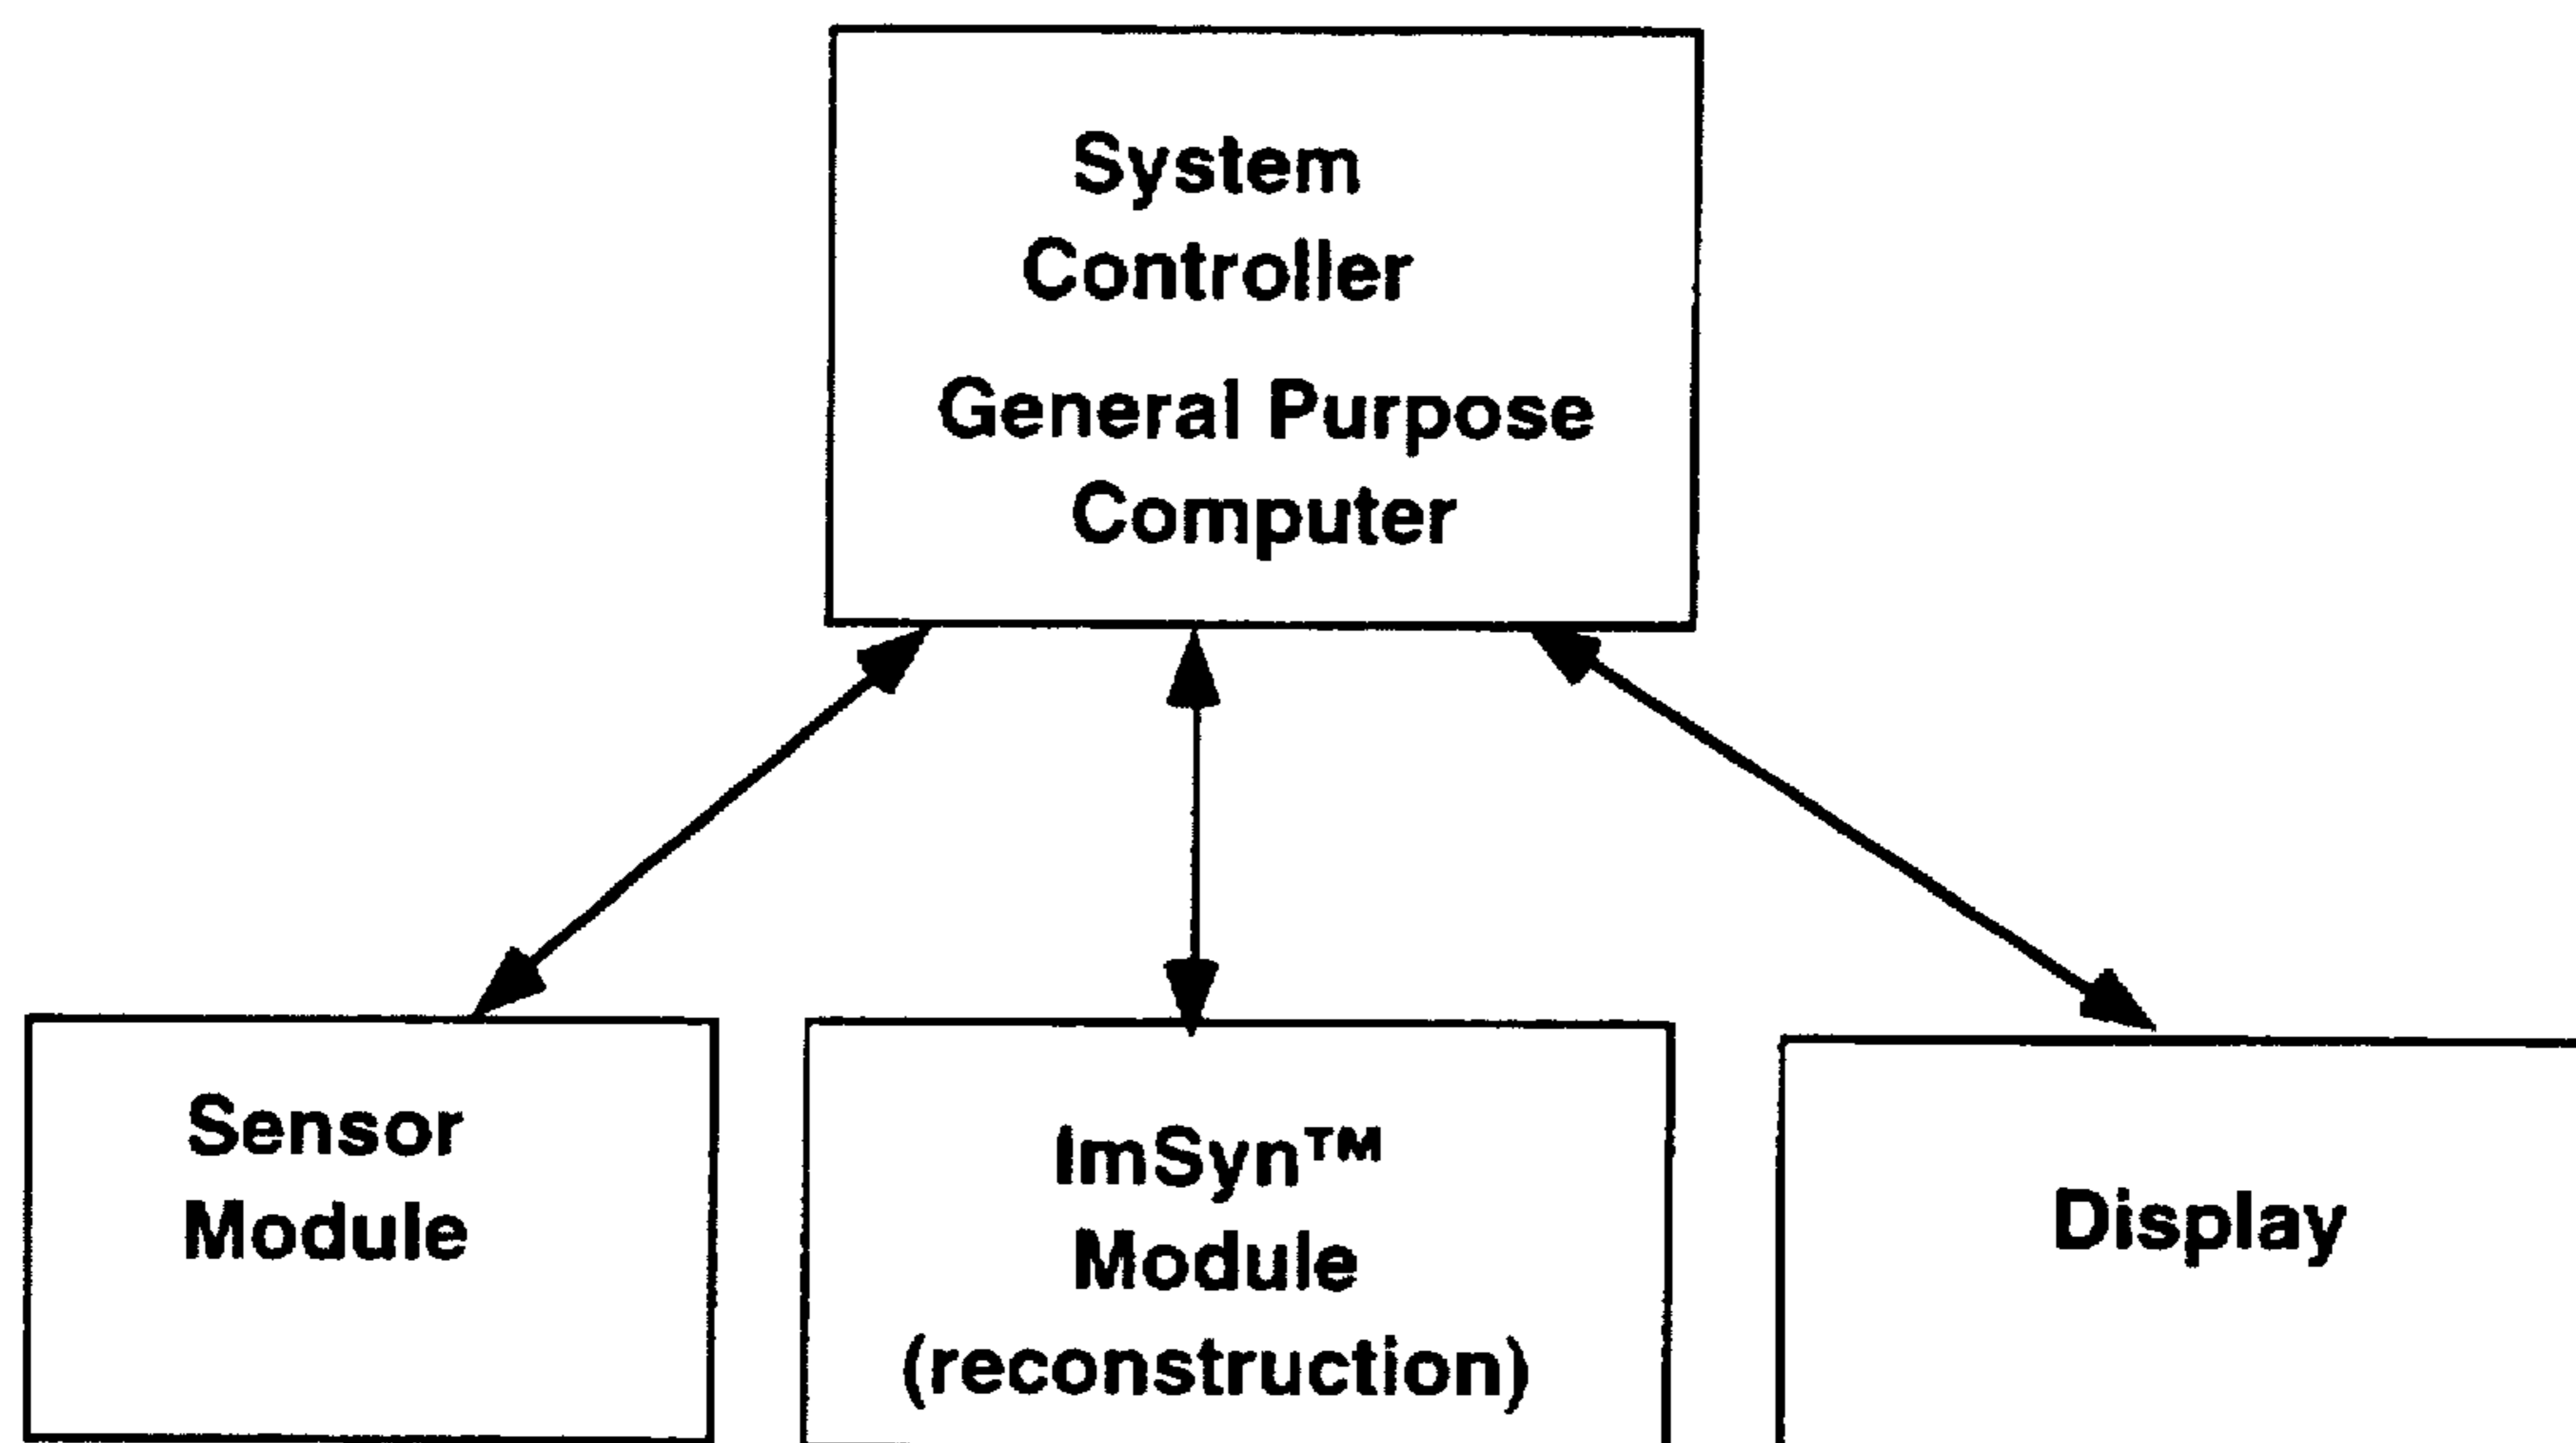 System
Controller
General Purpose
Computer
Sensor
Module
ImSyn™
Module
(reconstruction)
Display